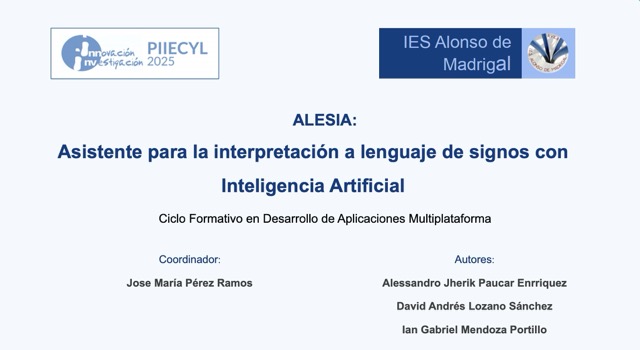 innovación
investigación
PIIECYL
2025
IES Alonso de
Madrigal
ALESIA:
Asistente para la interpretación a lenguaje de signos con
Inteligencia Artificial
Ciclo Formativo en Desarrollo de Aplicaciones Multiplataforma
Coordinador:
Jose María Pérez Ramos
Autores:
Alessandro Jherik Paucar Enrriquez
David Andrés Lozano Sánchez
Ian Gabriel Mendoza Portillo